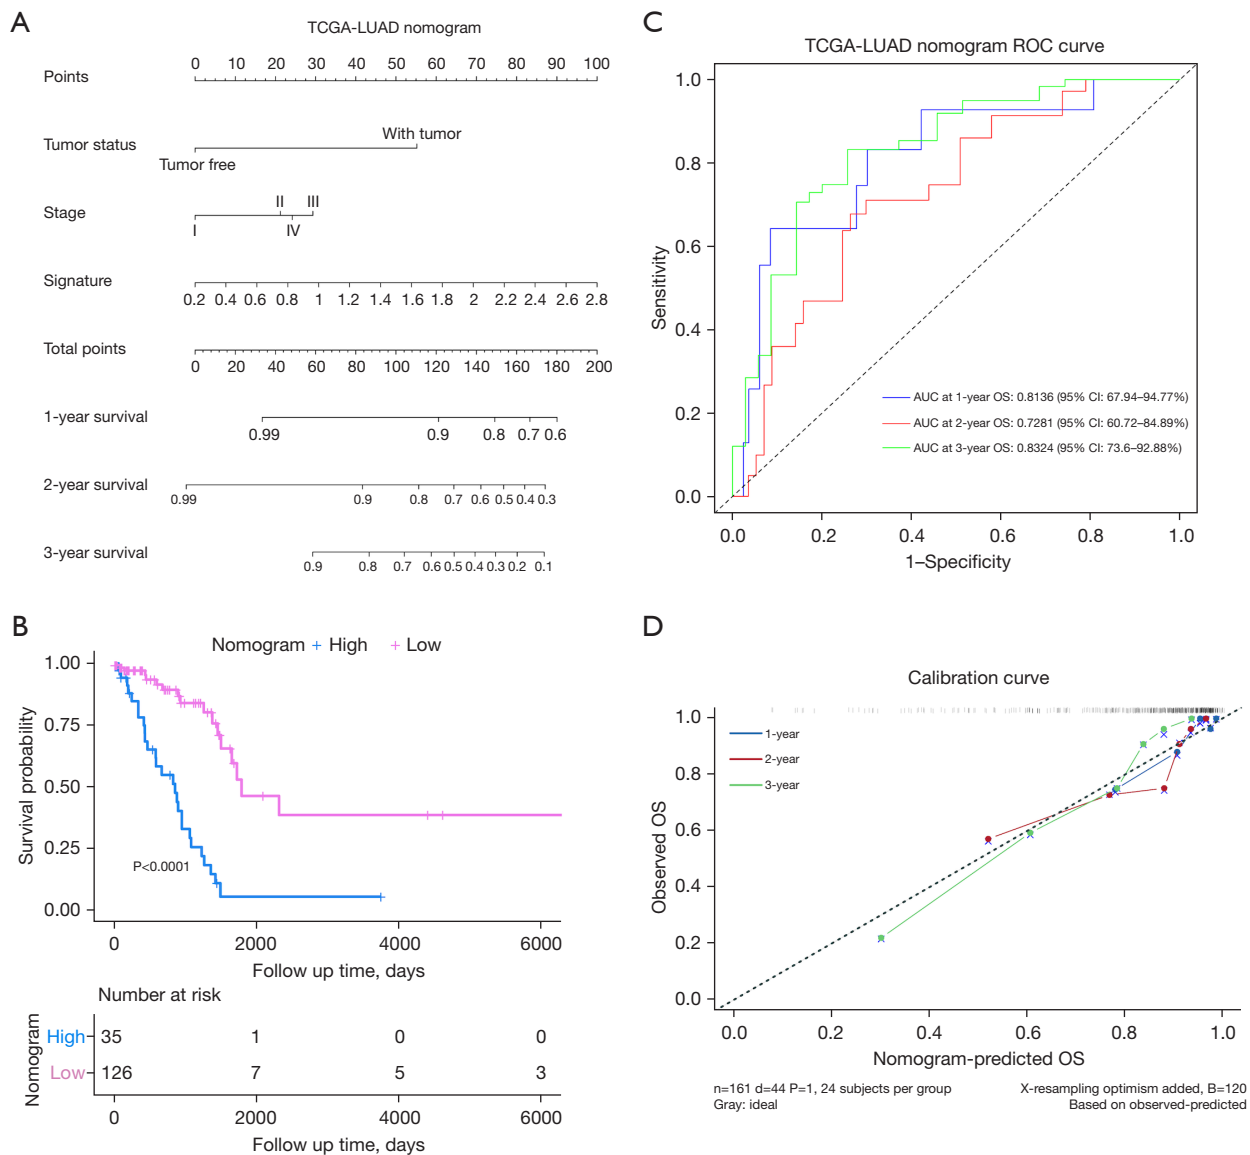 A
TCGA-LUAD nomogram
Points
0 10 20 30 40 50 60 70 80 90 100
Tumor status
With tumor
Tumor free
Stage
II III
I IV
Signature
0.2 0.4 0.6 0.8 1 1.2 1.4 1.6 1.8 2 2.2 2.4 2.6 2.8
Total points
0 20 40 60 80 100 120 140 160 180 200
1-year survival
0.99 0.9 0.8 0.7 0.6
2-year survival
0.99 0.9 0.8 0.7 0.6 0.5 0.4 0.3
3-year survival
0.9 0.8 0.7 0.6 0.5 0.4 0.3 0.2 0.1
C
TCGA-LUAD nomogram ROC curve
Sensitivity
1.0
0.8
0.6
0.4
0.2
0.0
AUC at 1-year OS: 0.8136 (95% CI: 67.94–94.77%)
AUC at 2-year OS: 0.7281 (95% CI: 60.72–84.89%)
AUC at 3-year OS: 0.8324 (95% CI: 73.6–92.88%)
0.0 0.2 0.4 0.6 0.8 1.0
1–Specificity
B
Nomogram High Low
Survival probability
1.00
0.75
0.50
0.25
0.00
P<0.0001
0 2000 4000 6000
Follow up time, days
Number at risk
Nomogram
High 35 1 0 0
Low 126 7 5 3
0 2000 4000 6000
Follow up time, days
D
Calibration curve
Observed OS
1.0
0.8
0.6
0.4
0.2
0.0
1-year
2-year
3-year
0.0 0.2 0.4 0.6 0.8 1.0
Nomogram-predicted OS
n=161 d=44 P=1, 24 subjects per group
Gray: ideal
X-resampling optimism added, B=120
Based on observed-predicted